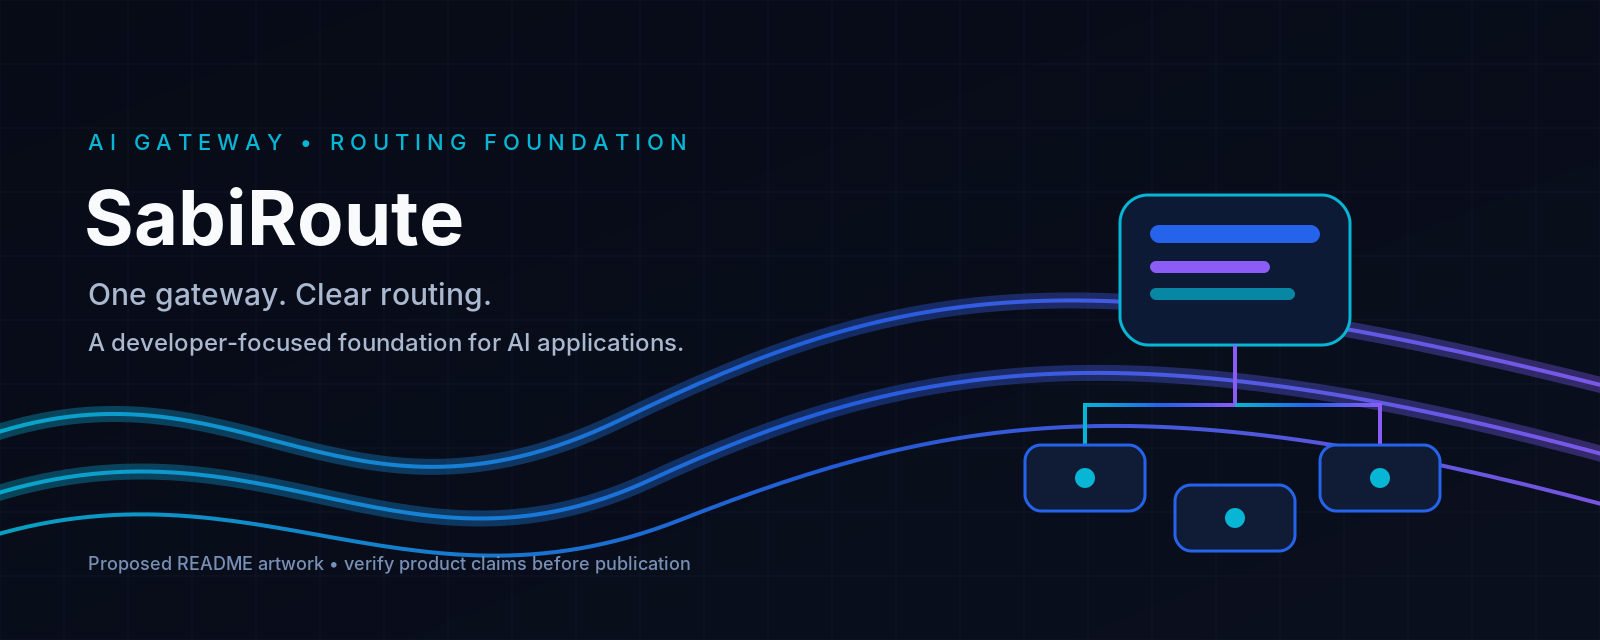 AI GATEWAY • ROUTING FOUNDATION
SabiRoute
One gateway. Clear routing.
A developer-focused foundation for AI applications.
Proposed README artwork • verify product claims before publication